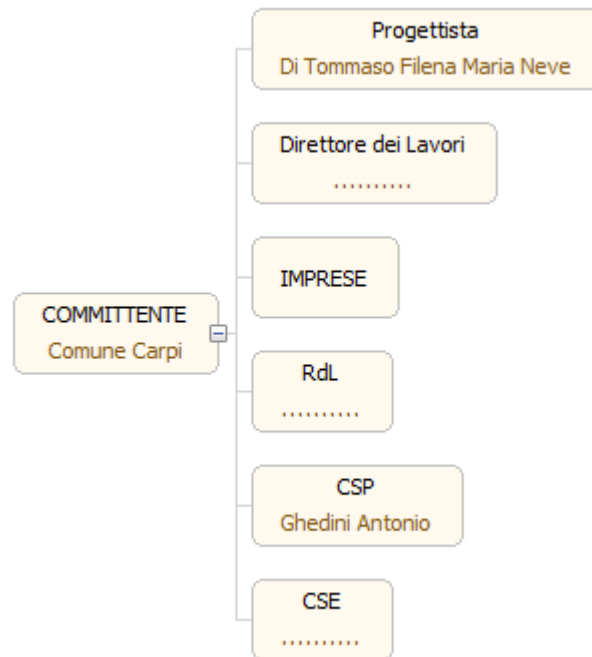 Progettista
Di Tommaso Filena Maria Neve
Direttore dei Lavori
..........
IMPRESE
COMMITTENTE
Comune Carpi
RdL
..........
CSP
Ghedini Antonio
CSE
..........